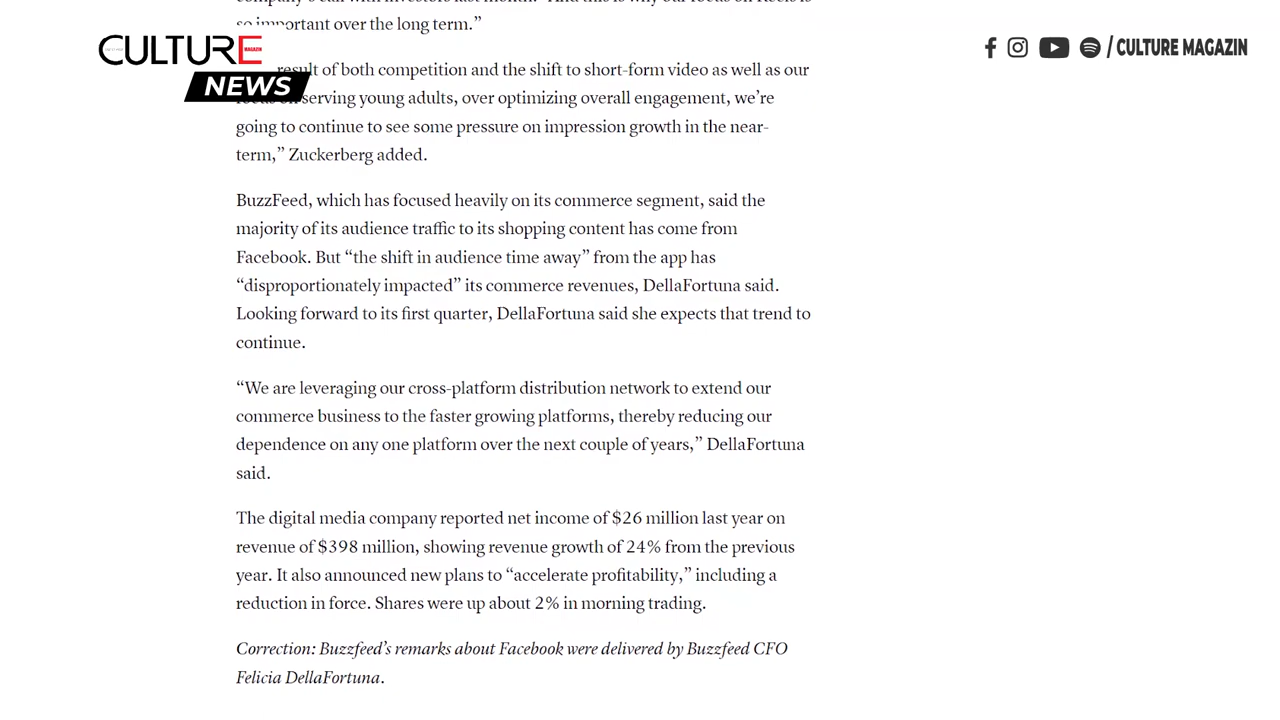 so important over the long term.”
CULTURE
MAGAZIN
NEWS
/ CULTURE MAGAZIN
result of both competition and the shift to short-form video as well as our
serving young adults, over optimizing overall engagement, we’re
going to continue to see some pressure on impression growth in the near-
term,” Zuckerberg added.
BuzzFeed, which has focused heavily on its commerce segment, said the
majority of its audience traffic to its shopping content has come from
Facebook. But “the shift in audience time away” from the app has
“disproportionately impacted” its commerce revenues, DellaFortuna said.
Looking forward to its first quarter, DellaFortuna said she expects that trend to
continue.
“We are leveraging our cross-platform distribution network to extend our
commerce business to the faster growing platforms, thereby reducing our
dependence on any one platform over the next couple of years,” DellaFortuna
said.
The digital media company reported net income of $26 million last year on
revenue of $398 million, showing revenue growth of 24% from the previous
year. It also announced new plans to “accelerate profitability,” including a
reduction in force. Shares were up about 2% in morning trading.
Correction: Buzzfeed’s remarks about Facebook were delivered by Buzzfeed CFO
Felicia DellaFortuna.